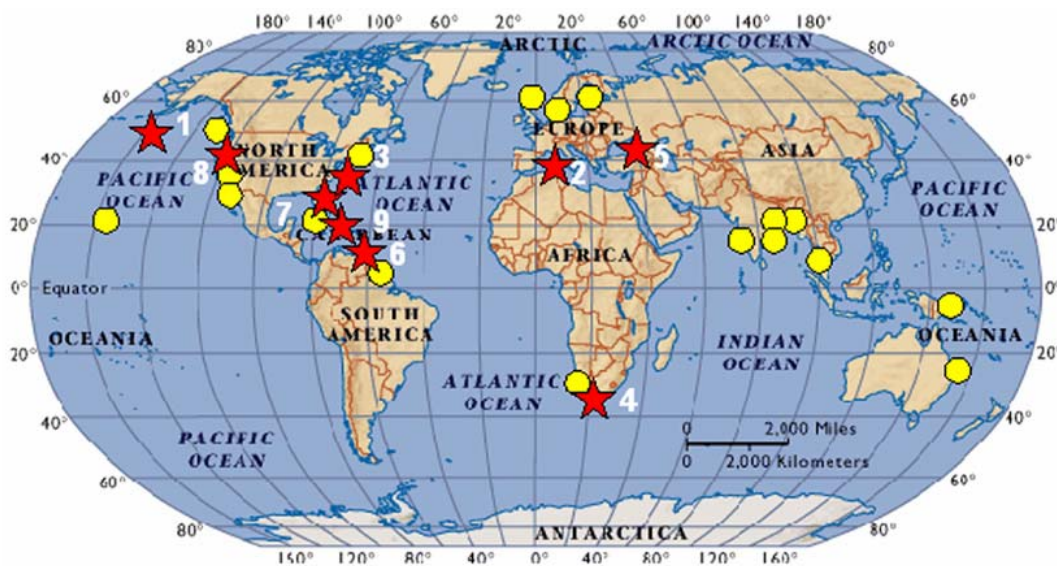 180° 140° 100° 60° 20° 20° 60° 100° 140° 180°
ARCTIC ARCTIC OCEAN
80° 80°
60° 60°
1 EUROPE
NORTH AMERICA 3 5 ASIA
40° 40°
8 2
PACIFIC OCEAN ATLANTIC OCEAN PACIFIC OCEAN
20° 7 9 20°
CARIBBEAN
6 AFRICA
0° Equator 0°
SOUTH AMERICA
OCEANIA INDIAN OCEAN OCEANIA
20° 20°
ATLANTIC OCEAN 4
40° 0 2,000 Miles 40°
PACIFIC OCEAN 0 2,000 Kilometers
60° 60°
80° ANTARCTICA 80°
150° 120° 70° 0° 40° 80° 120° 160°